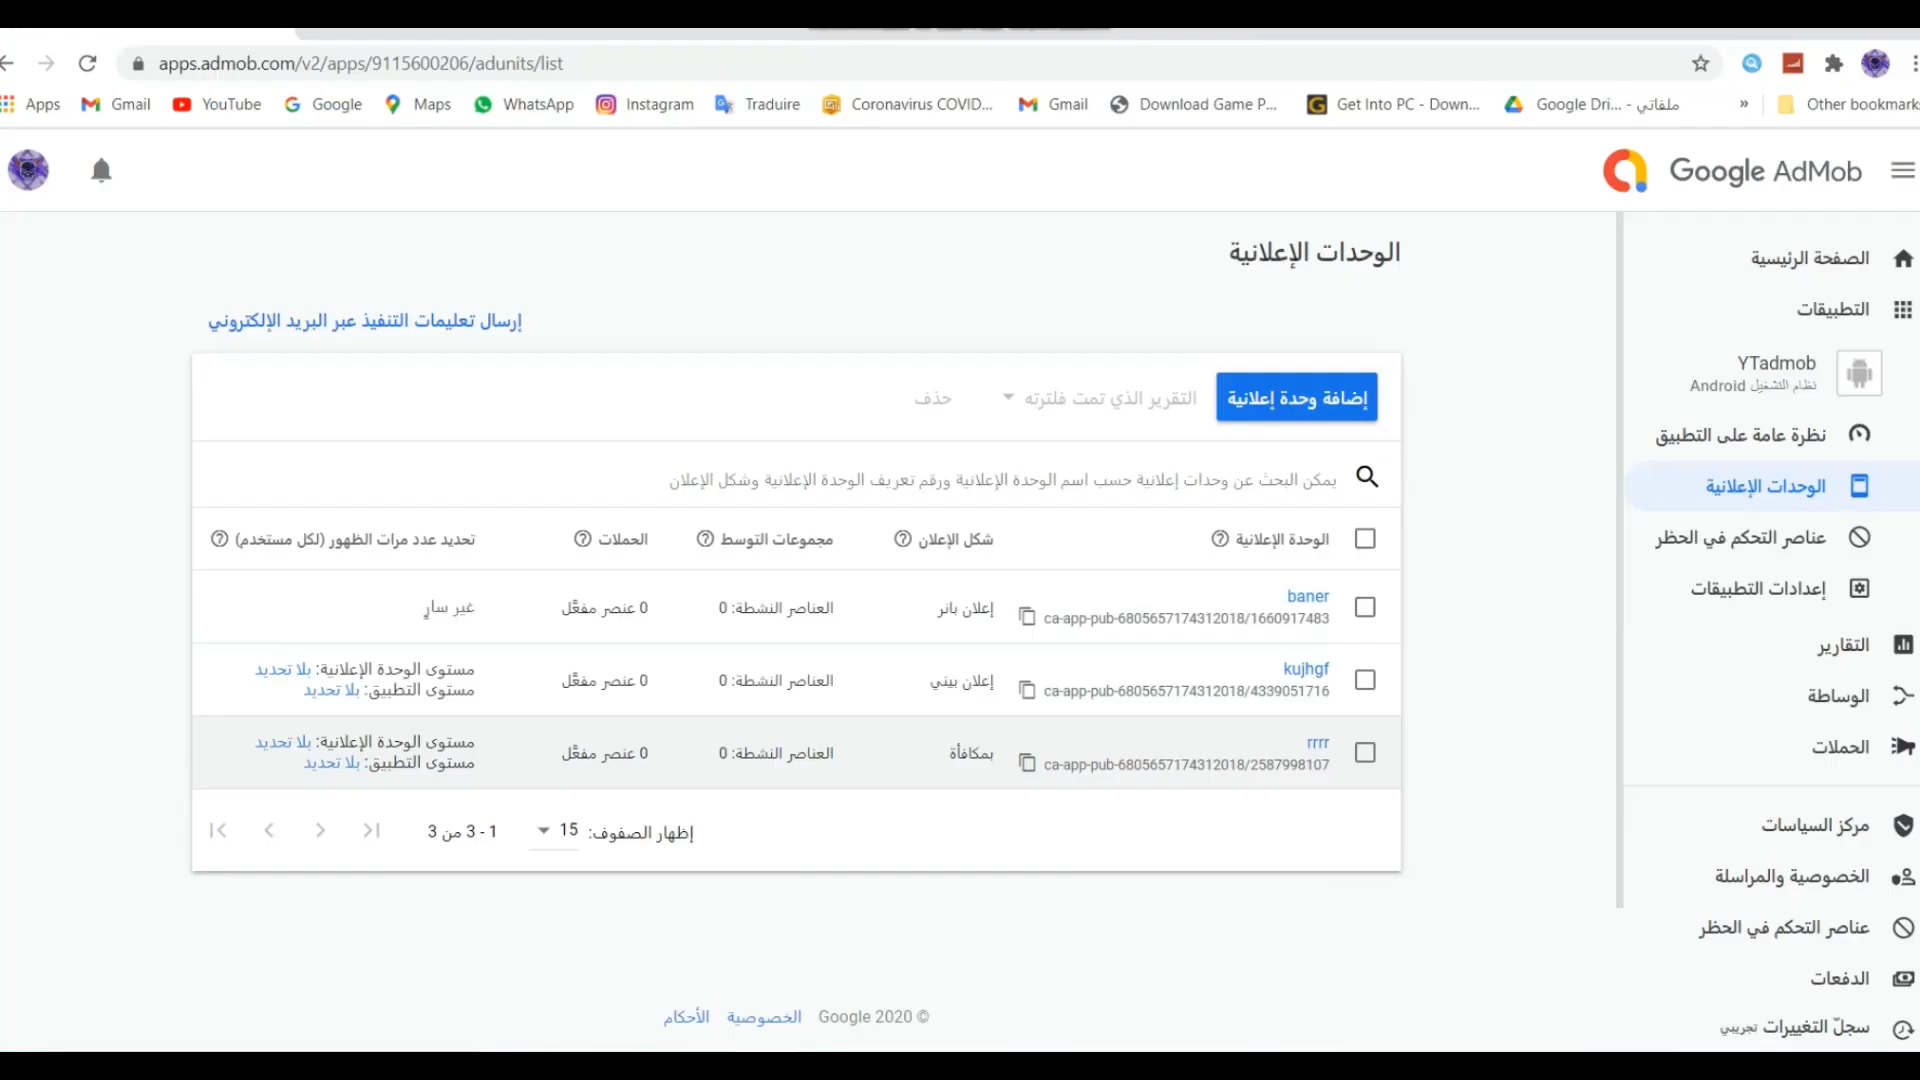 apps.admob.com/v2/apps/9115600206/adunits/list
Apps Gmail YouTube Google Maps WhatsApp Instagram Traduire Coronavirus COVID... Gmail Download Game P... Get Into PC - Down... Google Dri... - ملفاتي » Other bookmarks
Google AdMob
الوحدات الإعلانية
إرسال تعليمات التنفيذ عبر البريد الإلكتروني
إضافة وحدة إعلانية التقرير الذي تمت فلترته حذف
يمكن البحث عن وحدات إعلانية حسب اسم الوحدة الإعلانية ورقم تعريف الوحدة الإعلانية وشكل الإعلان
الوحدة الإعلانية شكل الإعلان مجموعات التوسط الحملات تحديد عدد مرات الظهور (لكل مستخدم)
baner
ca-app-pub-6805657174312018/1660917483
إعلان بانر العناصر النشطة: 0 0 عنصر مفعَّل غير سارٍ
kujhgf
ca-app-pub-6805657174312018/4339051716
إعلان بيني العناصر النشطة: 0 0 عنصر مفعَّل
مستوى الوحدة الإعلانية: بلا تحديد
مستوى التطبيق: بلا تحديد
rrrr
ca-app-pub-6805657174312018/2587998107
بمكافأة العناصر النشطة: 0 0 عنصر مفعَّل
مستوى الوحدة الإعلانية: بلا تحديد
مستوى التطبيق: بلا تحديد
إظهار الصفوف: 15 1 - 3 من 3
الصفحة الرئيسية
التطبيقات
YTadmob
نظام التشغيل Android
نظرة عامة على التطبيق
الوحدات الإعلانية
عناصر التحكم في الحظر
إعدادات التطبيقات
التقارير
الوساطة
الحملات
مركز السياسات
الخصوصية والمراسلة
عناصر التحكم في الحظر
الدفعات
سجلّ التغييرات تجريبي
© Google 2020 الخصوصية الأحكام